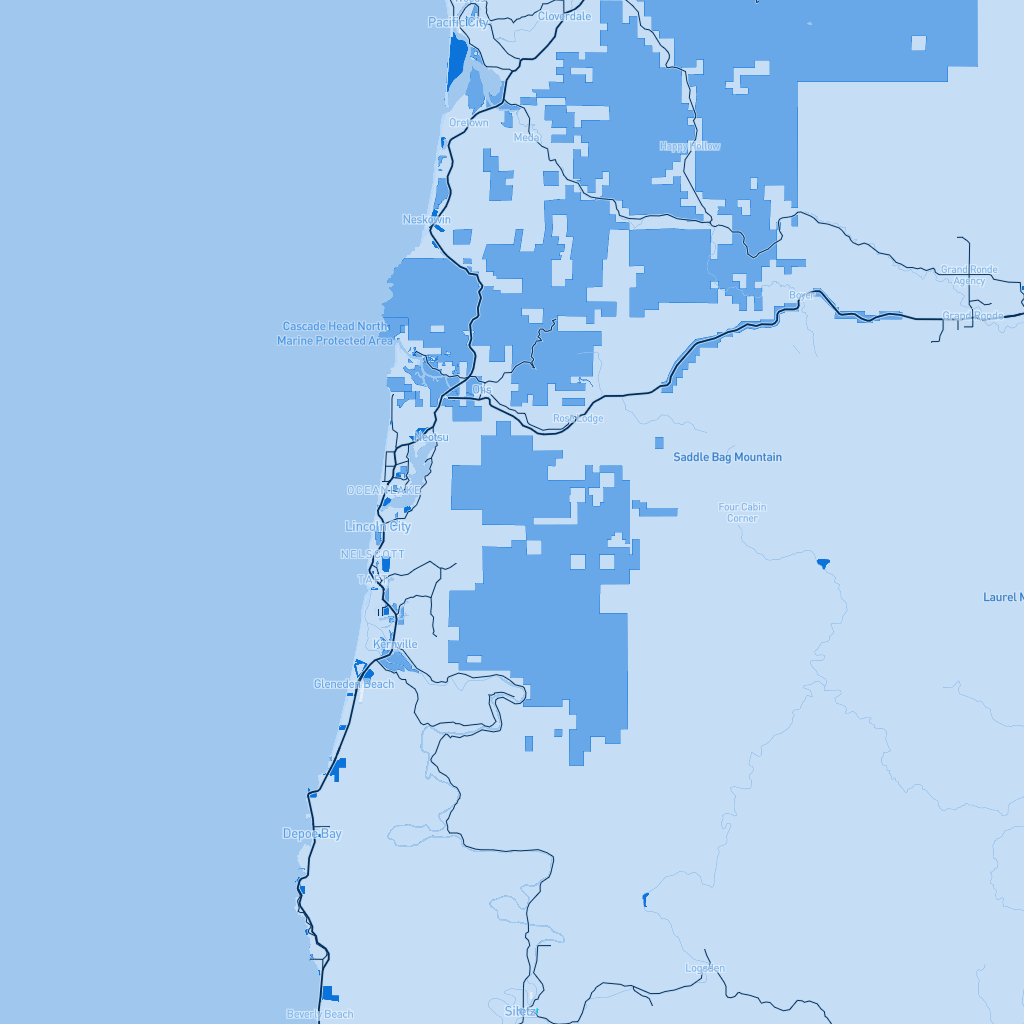 Cloverdale
Pacific City
Oretown
Meda
Happy Hollow
Neskowin
Grand Ronde
Agency
Boyer
Grand Ronde
Cascade Head North
Marine Protected Area
Otis
Rose Lodge
Neotsu
Saddle Bag Mountain
OCEANLAKE
Four Cabin
Corner
Lincoln City
NELSCOTT
TAFT
Laurel M
Kernville
Gleneden Beach
Depoe Bay
Logsden
Siletz
Beverly Beach